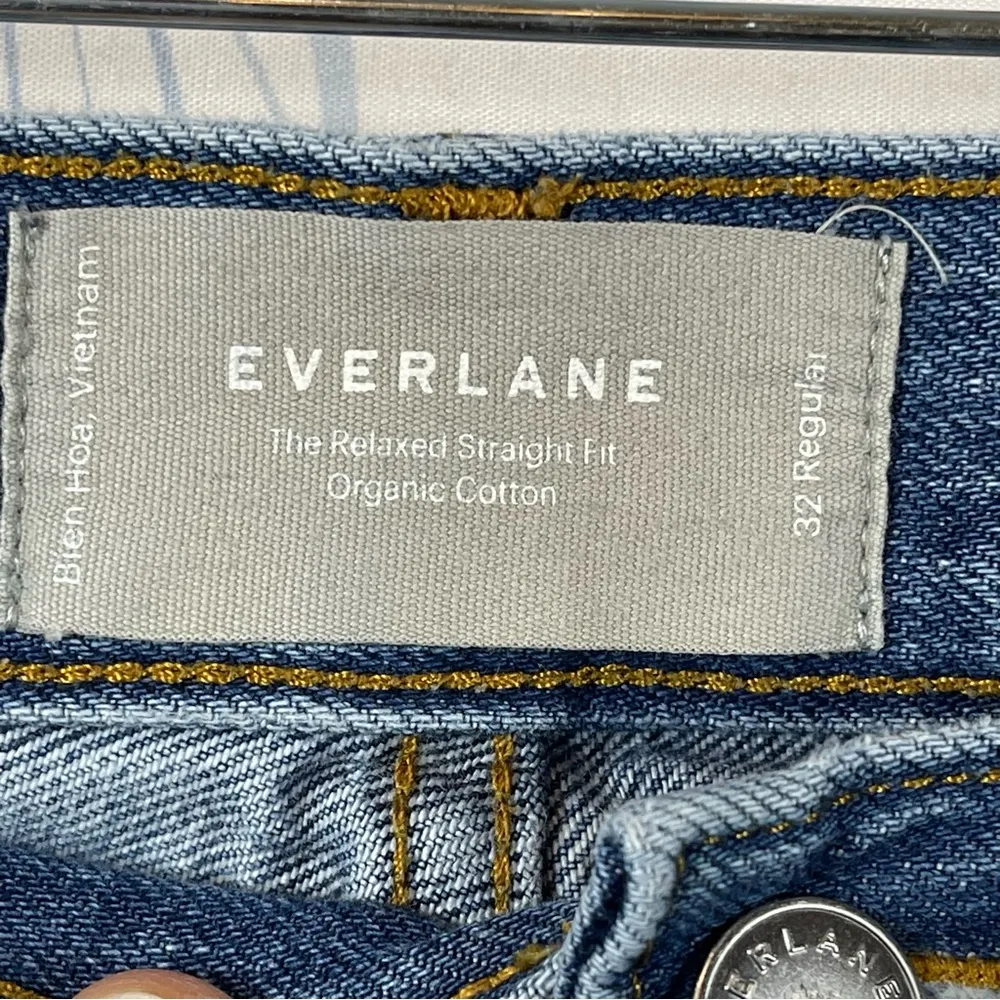 Bien Hoa, Vietnam
EVERLANE
The Relaxed Straight Fit
Organic Cotton
32 Regular
ERLANE